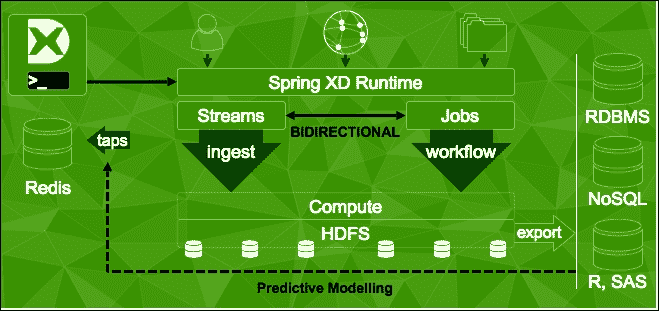 X
>_
Spring XD Runtime
Streams
BIDIRECTIONAL
Jobs
taps
ingest
workflow
Redis
Compute
HDFS
export
RDBMS
NoSQL
R, SAS
Predictive Modelling